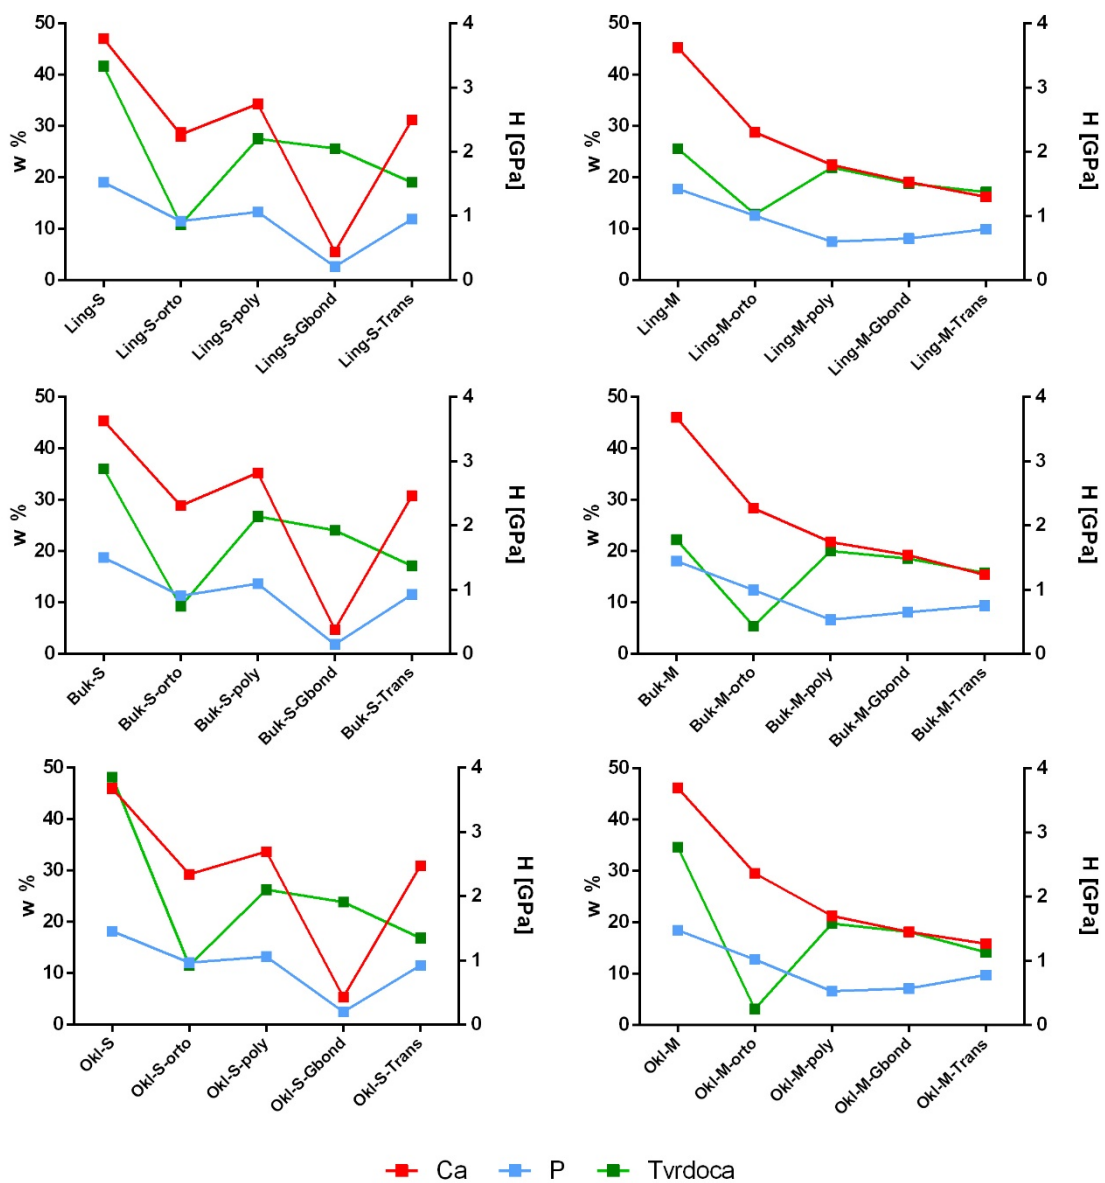 50
40
30
20
10
0
w %
4
3
2
1
0
H [GPa]
Ling-S
Ling-S-orto
Ling-S-poly
Ling-S-Gbond
Ling-S-Trans
50
40
30
20
10
0
w %
4
3
2
1
0
H [GPa]
Ling-M
Ling-M-orto
Ling-M-poly
Ling-M-Gbond
Ling-M-Trans
50
40
30
20
10
0
w %
4
3
2
1
0
H [GPa]
Buk-S
Buk-S-orto
Buk-S-poly
Buk-S-Gbond
Buk-S-Trans
50
40
30
20
10
0
w %
4
3
2
1
0
H [GPa]
Buk-M
Buk-M-orto
Buk-M-poly
Buk-M-Gbond
Buk-M-Trans
50
40
30
20
10
0
w %
4
3
2
1
0
H [GPa]
Okl-S
Okl-S-orto
Okl-S-poly
Okl-S-Gbond
Okl-S-Trans
50
40
30
20
10
0
w %
4
3
2
1
0
H [GPa]
Okl-M
Okl-M-orto
Okl-M-poly
Okl-M-Gbond
Okl-M-Trans
Ca P Tvrdoca